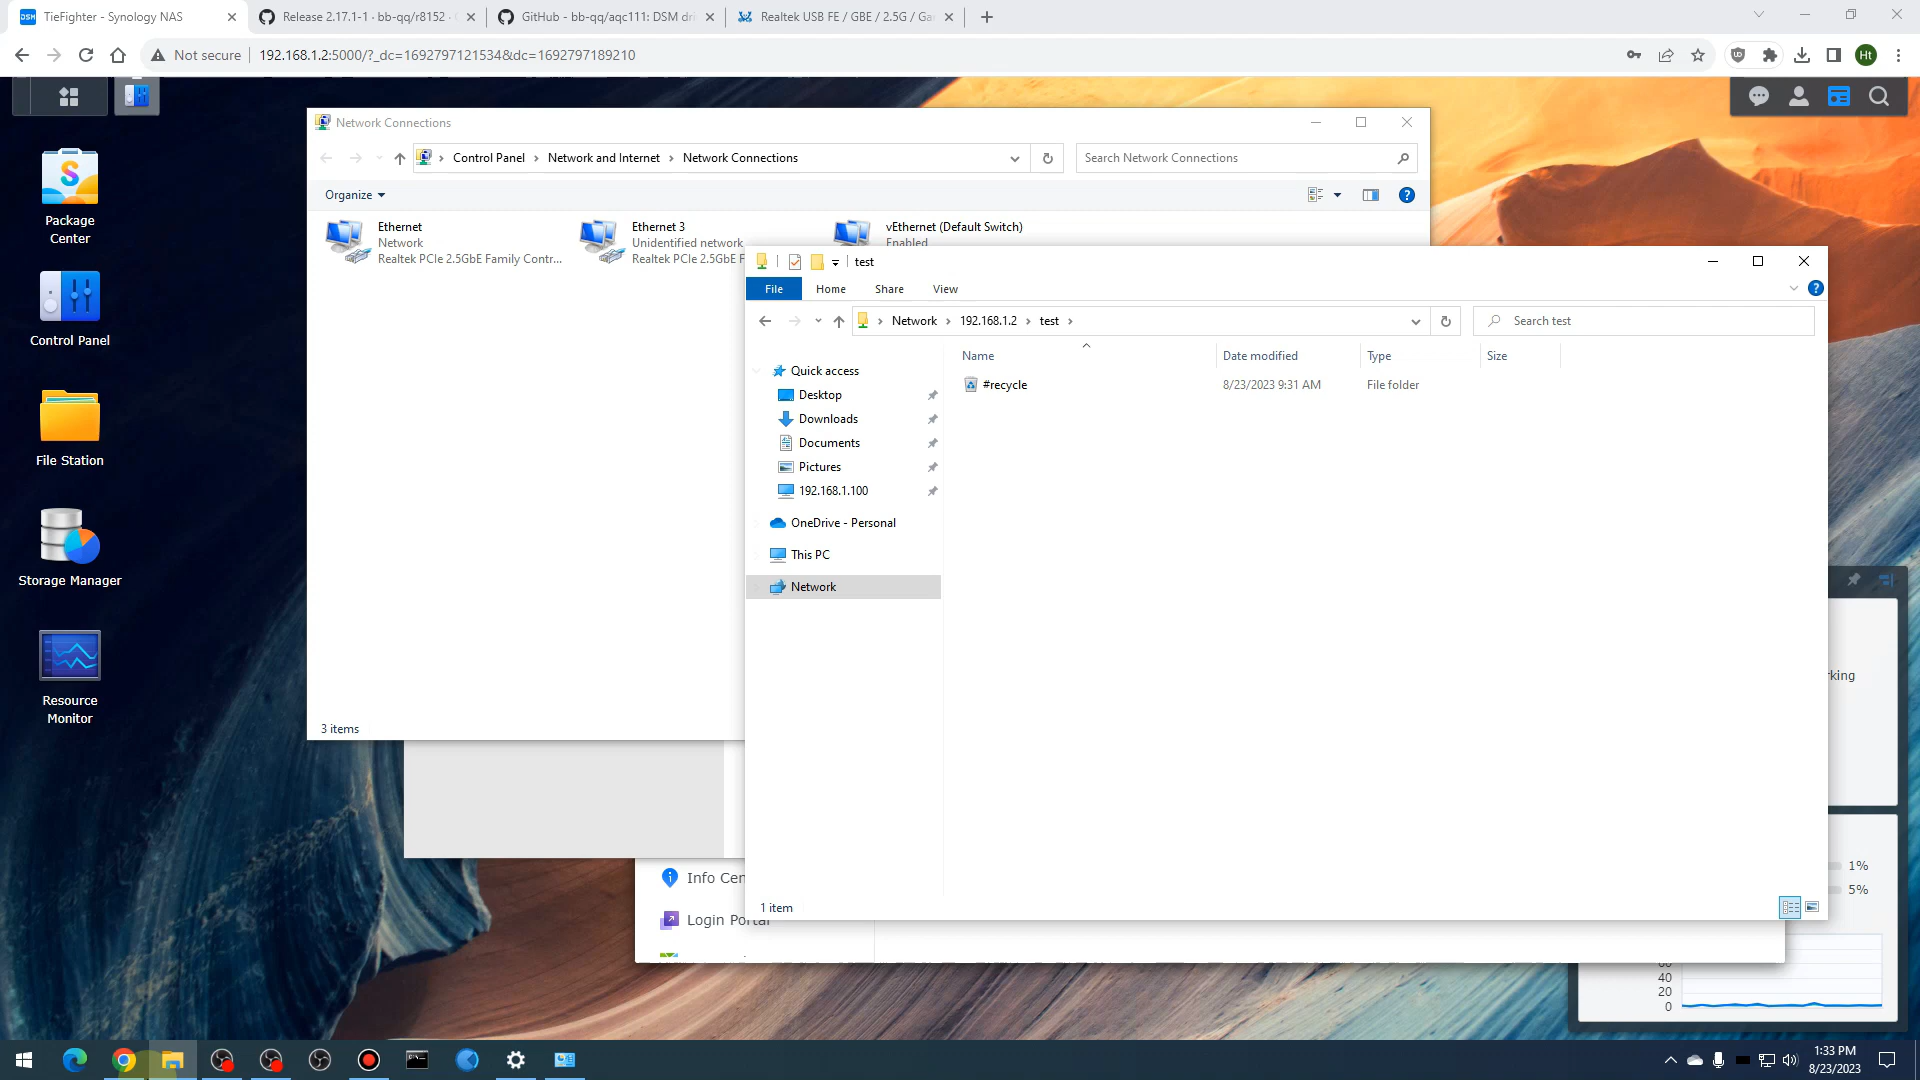 TieFighter - Synology NAS
Release 2.17.1-1 · bb-qq/r8152 ·
GitHub - bb-qq/aqc111: DSM dri
Realtek USB FE / GBE / 2.5G / Ga
Not secure
192.168.1.2:5000/?_dc=1692797121534&dc=1692797189210
Ht
Package
Center
Control Panel
File Station
Storage Manager
Resource
Monitor
Network Connections
Control Panel > Network and Internet > Network Connections
Search Network Connections
Organize
Ethernet
Network
Realtek PCIe 2.5GbE Family Contr...
Ethernet 3
Unidentified network
Realtek PCIe 2.5GbE F
vEthernet (Default Switch)
Enabled
3 items
test
File
Home
Share
View
Network > 192.168.1.2 > test >
Search test
Name
Date modified
Type
Size
#recycle
8/23/2023 9:31 AM
File folder
Quick access
Desktop
Downloads
Documents
Pictures
192.168.1.100
OneDrive - Personal
This PC
Network
1 item
Info Cen
Login Portal
rking
1%
5%
40
20
0
1:33 PM
8/23/2023